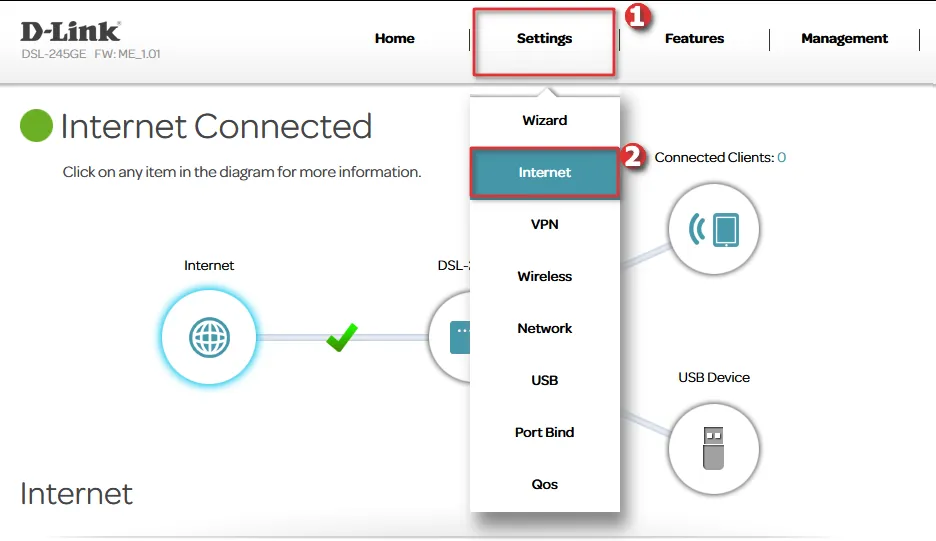 D-Link
DSL-245GE FW: ME_1.01
Home
Settings
1
Features
Management
Internet Connected
Click on any item in the diagram for more information.
Wizard
Internet
2
VPN
Wireless
Network
USB
Port Bind
Qos
Connected Clients: 0
Internet
DSL-2
USB Device
Internet